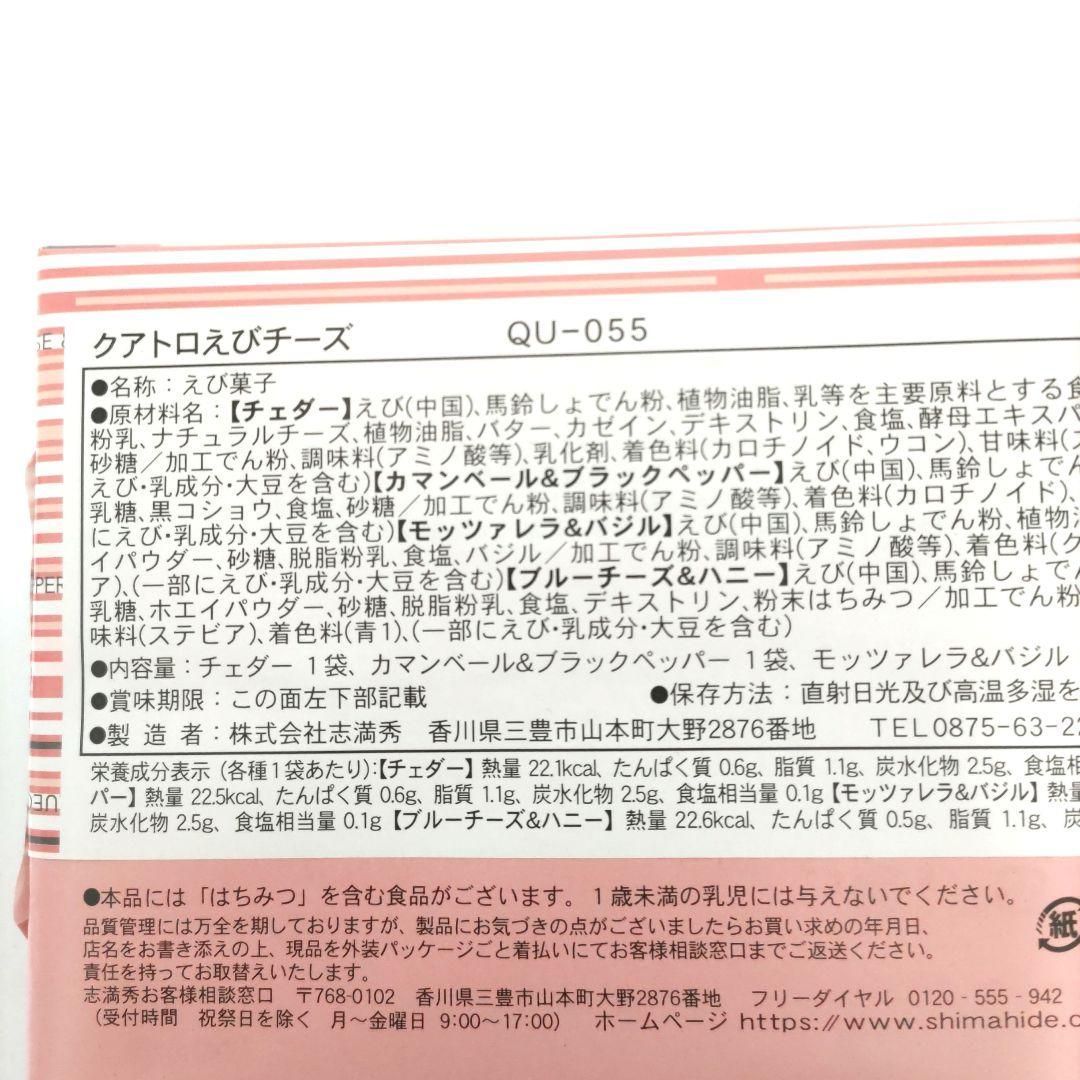 クアトロえびチーズ QU-055
●名称：えび菓子
●原材料名：【チェダー】えび(中国)、馬鈴しょでん粉、植物油脂、乳等を主要原料とする食
粉乳、ナチュラルチーズ、植物油脂、バター、カゼイン、デキストリン、食塩、酵母エキスパ
砂糖／加工でん粉、調味料(アミノ酸等)、乳化剤、着色料(カロチノイド、ウコン)、甘味料(ス
えび・乳成分・大豆を含む)【カマンベール&ブラックペッパー】えび(中国)、馬鈴しょでん
乳糖、黒コショウ、食塩、砂糖／加工でん粉、調味料(アミノ酸等)、着色料(カロチノイド)、
にえび・乳成分・大豆を含む)【モッツァレラ&バジル】えび(中国)、馬鈴しょでん粉、植物
イパウダー、砂糖、脱脂粉乳、食塩、バジル／加工でん粉、調味料(アミノ酸等)、着色料(ク
ア)、(一部にえび・乳成分・大豆を含む)【ブルーチーズ&ハニー】えび(中国)、馬鈴しょでん
乳糖、ホエイパウダー、砂糖、脱脂粉乳、食塩、デキストリン、粉末はちみつ／加工でん粉
味料(ステビア)、着色料(青1)、(一部にえび・乳成分・大豆を含む)
●内容量：チェダー 1袋、カマンベール&ブラックペッパー 1袋、モッツァレラ&バジル
●賞味期限：この面左下部記載 ●保存方法：直射日光及び高温多湿を
●製造者：株式会社志満秀 香川県三豊市山本町大野2876番地 TEL0875-63-22
栄養成分表示 (各種1袋あたり)：【チェダー】熱量 22.1kcal、たんぱく質 0.6g、脂質 1.1g、炭水化物 2.5g、食塩相
パー】熱量 22.5kcal、たんぱく質 0.6g、脂質 1.1g、炭水化物 2.5g、食塩相当量 0.1g【モッツァレラ&バジル】熱量
炭水化物 2.5g、食塩相当量 0.1g【ブルーチーズ&ハニー】熱量 22.6kcal、たんぱく質 0.5g、脂質 1.1g、炭
●本品には「はちみつ」を含む食品がございます。1歳未満の乳児には与えないでください。
品質管理には万全を期しておりますが、製品にお気づきの点がございましたらお買い求めの年月日、
店名をお書き添えの上、現品を外装パッケージごと着払いにてお客様相談窓口までご返送ください。
責任を持ってお取替えいたします。
志満秀お客様相談窓口 〒768-0102 香川県三豊市山本町大野2876番地 フリーダイヤル 0120-555-942
(受付時間 祝祭日を除く 月～金曜日 9:00～17:00) ホームページ https://www.shimahide.c
紙